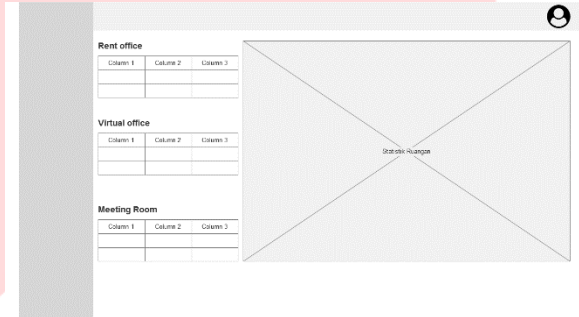 Rent office
Column 1 Column 2 Column 3
Virtual office
Column 1 Column 2 Column 3
Statistik Ruangan
Meeting Room
Column 1 Column 2 Column 3